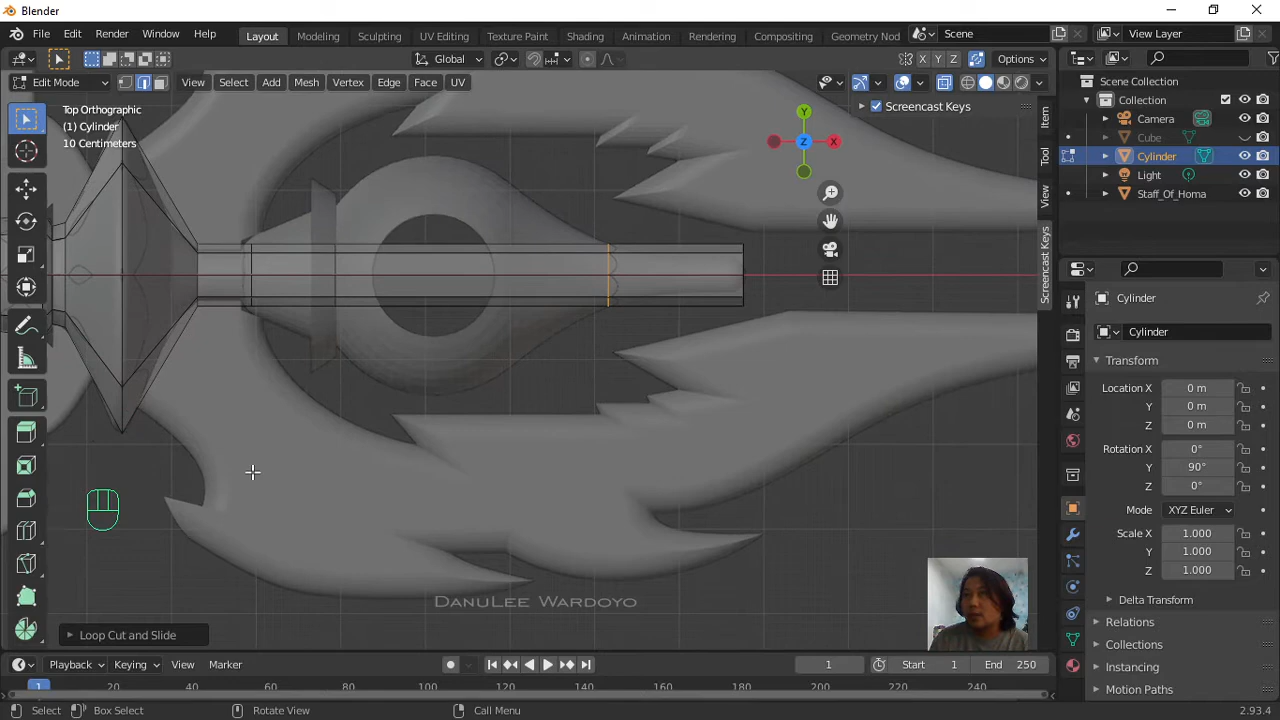 Blender
File Edit Render Window Help Layout Modeling Sculpting UV Editing Texture Paint Shading Animation Rendering Compositing Geometry Nod Scene View Layer
Global X Y Z Options
Edit Mode View Select Add Mesh Vertex Edge Face UV
Top Orthographic
(1) Cylinder
10 Centimeters
Screencast Keys
Y
Z X
Item
Tool
View
Screencast Keys
Scene Collection
Collection
Camera
Cube
Cylinder
Light
Staff_Of_Homa
Cylinder
Cylinder
Transform
Location X 0 m
Y 0 m
Z 0 m
Rotation X 0°
Y 90°
Z 0°
Mode XYZ Euler
Scale X 1.000
Y 1.000
Z 1.000
Delta Transform
Relations
Collections
Instancing
Motion Paths
DanuLee Wardoyo
Loop Cut and Slide
Playback Keying View Marker 1 Start 1 End 250
1 20 40 60 80 100 120 140 160 180 200 220 240
Select Box Select Rotate View Call Menu 2.93.4